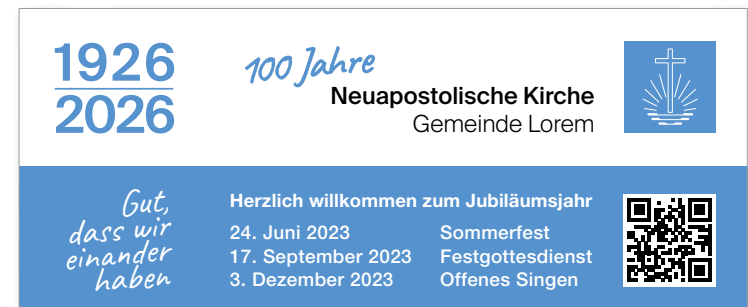 1926
2026
100 Jahre
Neuapostolische Kirche
Gemeinde Lorem
Gut,
dass wir
einander
haben
Herzlich willkommen zum Jubiläumsjahr
24. Juni 2023 Sommerfest
17. September 2023 Festgottesdienst
3. Dezember 2023 Offenes Singen